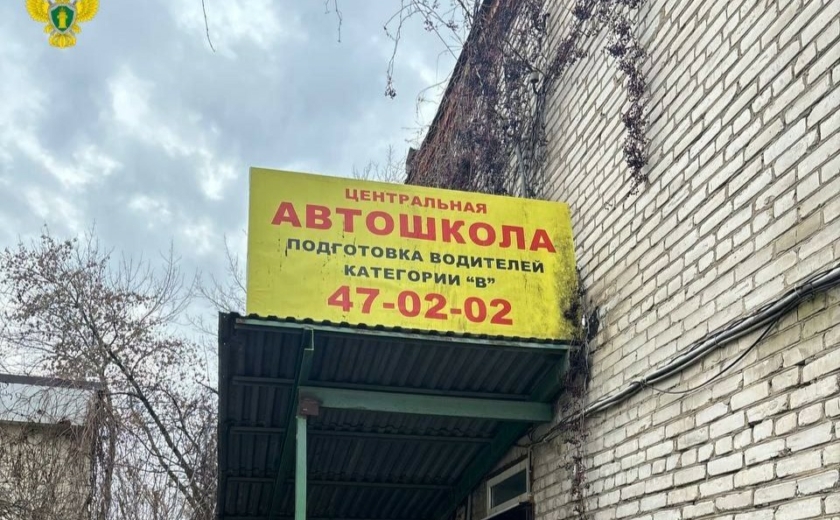 ЦЕНТРАЛЬНАЯ
АВТОШКОЛА
ПОДГОТОВКА ВОДИТЕЛЕЙ
КАТЕГОРИИ “В”
47-02-02